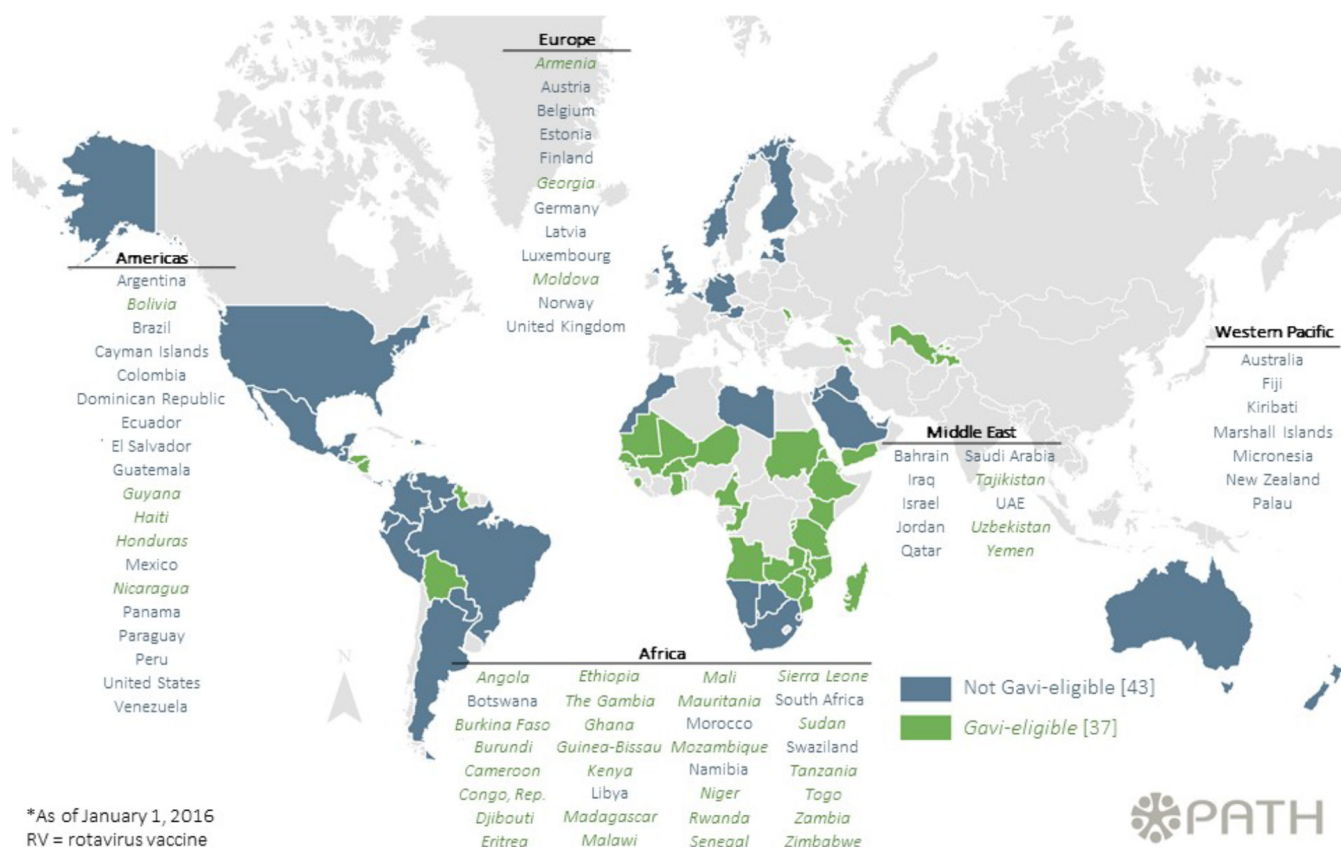 Europe
Armenia
Austria
Belgium
Estonia
Finland
Georgia
Germany
Latvia
Luxembourg
Moldova
Norway
United Kingdom
Americas
Argentina
Bolivia
Brazil
Cayman Islands
Colombia
Dominican Republic
Ecuador
El Salvador
Guatemala
Guyana
Haiti
Honduras
Mexico
Nicaragua
Panama
Paraguay
Peru
United States
Venezuela
Western Pacific
Australia
Fiji
Kiribati
Marshall Islands
Micronesia
New Zealand
Palau
Middle East
Bahrain Saudi Arabia
Iraq Tajikistan
Israel UAE
Jordan Uzbekistan
Qatar Yemen
N
Africa
Angola Ethiopia Mali Sierra Leone
Botswana The Gambia Mauritania South Africa
Burkina Faso Ghana Morocco Sudan
Burundi Guinea-Bissau Mozambique Swaziland
Cameroon Kenya Namibia Tanzania
Congo, Rep. Libya Niger Togo
Djibouti Madagascar Rwanda Zambia
Eritrea Malawi Senegal Zimbabwe
Not Gavi-eligible [43]
Gavi-eligible [37]
*As of January 1, 2016
RV = rotavirus vaccine
PATH